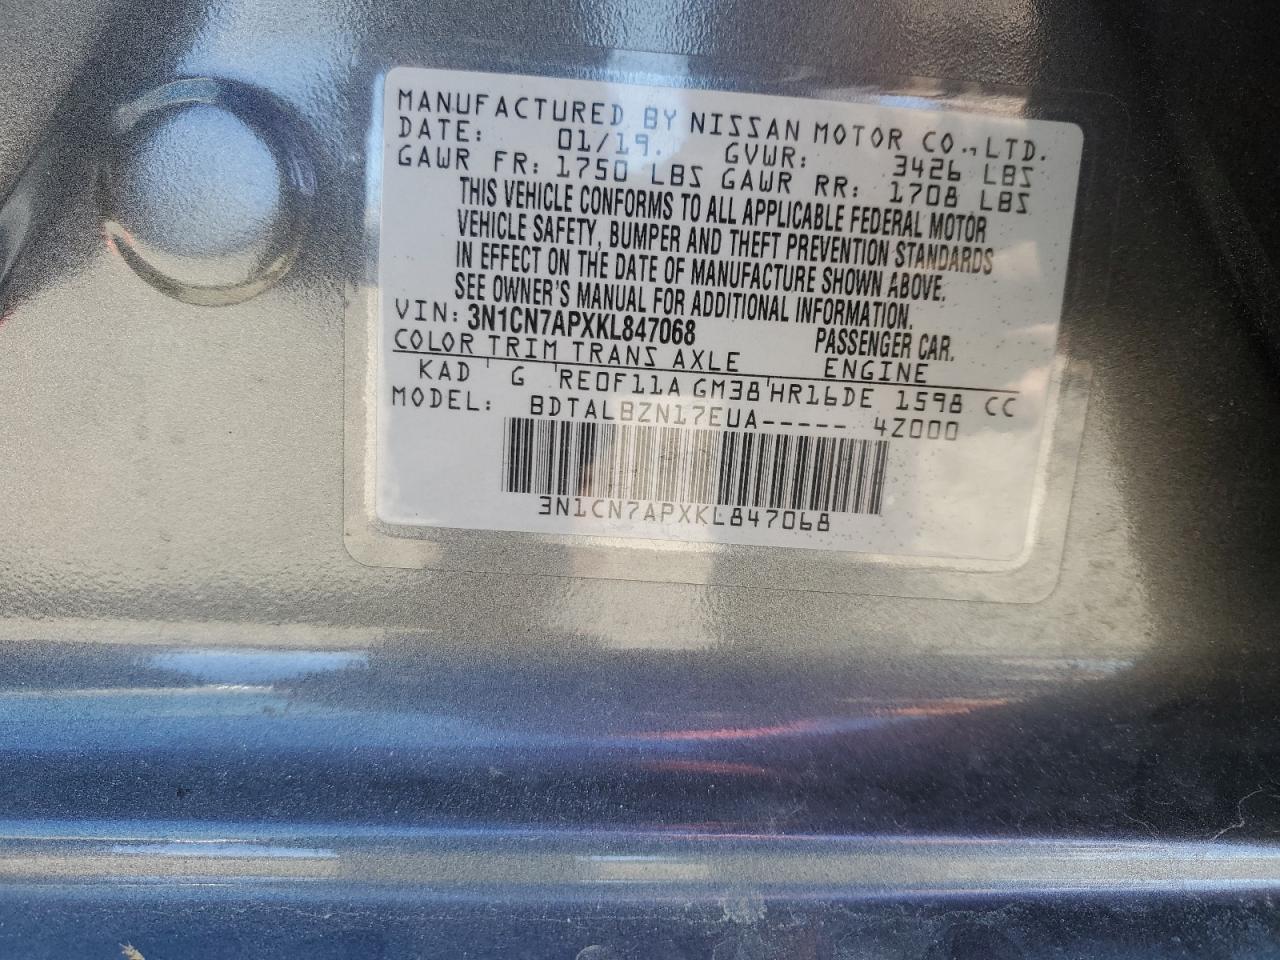 MANUFACTURED BY NISSAN MOTOR CO.,LTD.
DATE: 01/19. GVWR: 3426 LBS
GAWR FR: 1750 LBS GAWR RR: 1708 LBS
THIS VEHICLE CONFORMS TO ALL APPLICABLE FEDERAL MOTOR
VEHICLE SAFETY, BUMPER AND THEFT PREVENTION STANDARDS
IN EFFECT ON THE DATE OF MANUFACTURE SHOWN ABOVE.
SEE OWNER'S MANUAL FOR ADDITIONAL INFORMATION.
VIN: 3N1CN7APXKL847068 PASSENGER CAR.
COLOR TRIM TRANS AXLE ENGINE
KAD G RE0F11A GM38 HR16DE 1598 CC
MODEL: BDTALBZN17EUA----- 4Z000
3N1CN7APXKL847068